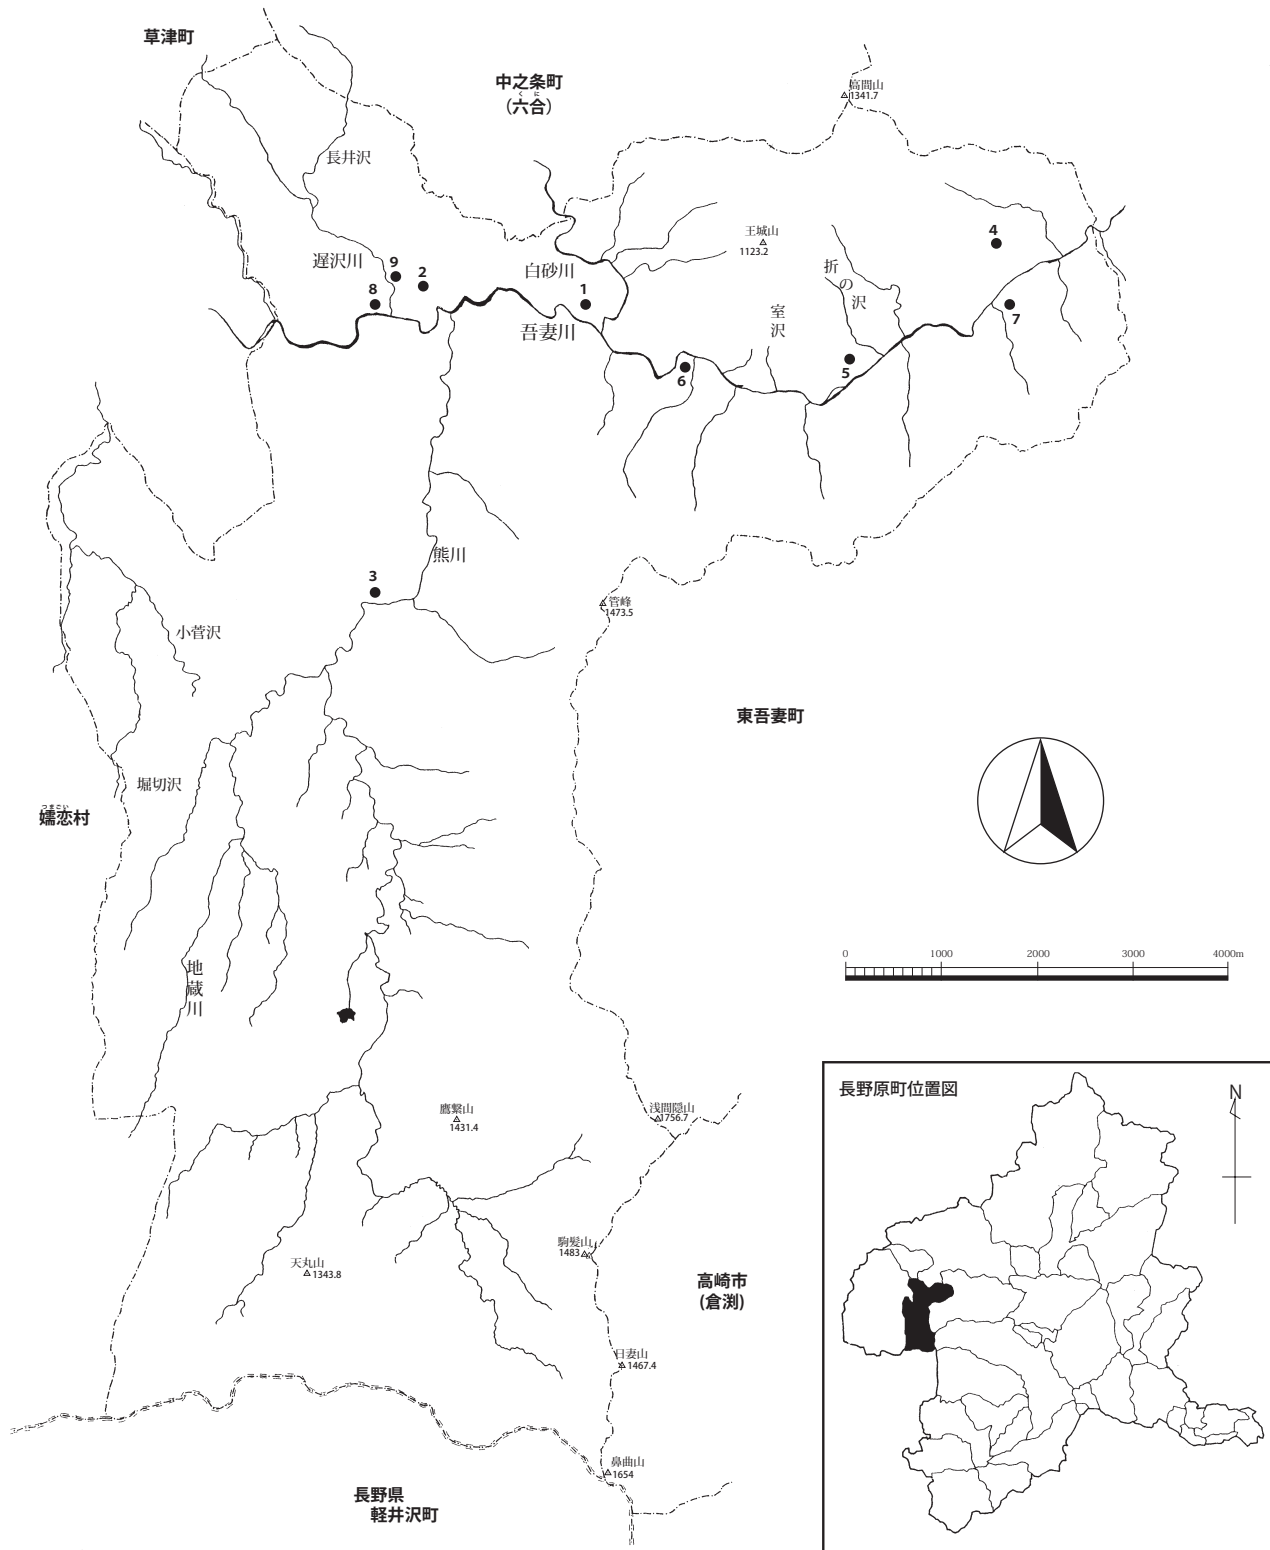 草津町
中之条町
くに
（六合）
高間山
1341.7
長井沢
王城山
1123.2
4
遅沢川
9
2
8
白砂川
1
吾妻川
折の沢
室沢
7
5
6
熊川
3
管峰
1473.5
小菅沢
東吾妻町
堀切沢
つまごい
嬬恋村
0
1000
2000
3000
4000m
地蔵川
長野原町位置図
N
鷹繋山
1431.4
浅間隠山
1756.7
駒髪山
1483
天丸山
1343.8
高崎市
(倉渕)
日妻山
1467.4
鼻曲山
1654
長野県
軽井沢町